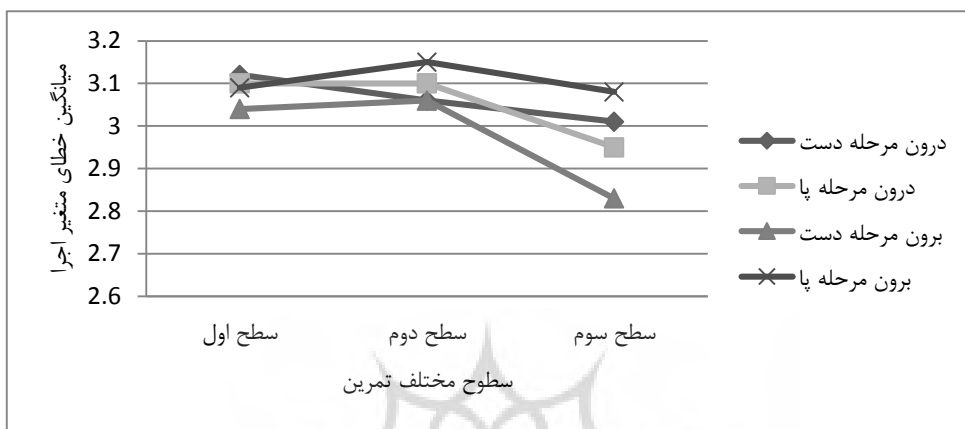 میانگین خطای متغیر اجرا
3.2
3.1
3
2.9
2.8
2.7
2.6
سطح اول
سطح دوم
سطح سوم
سطوح مختلف تمرین
درون مرحله دست
درون مرحله پا
برون مرحله دست
برون مرحله پا